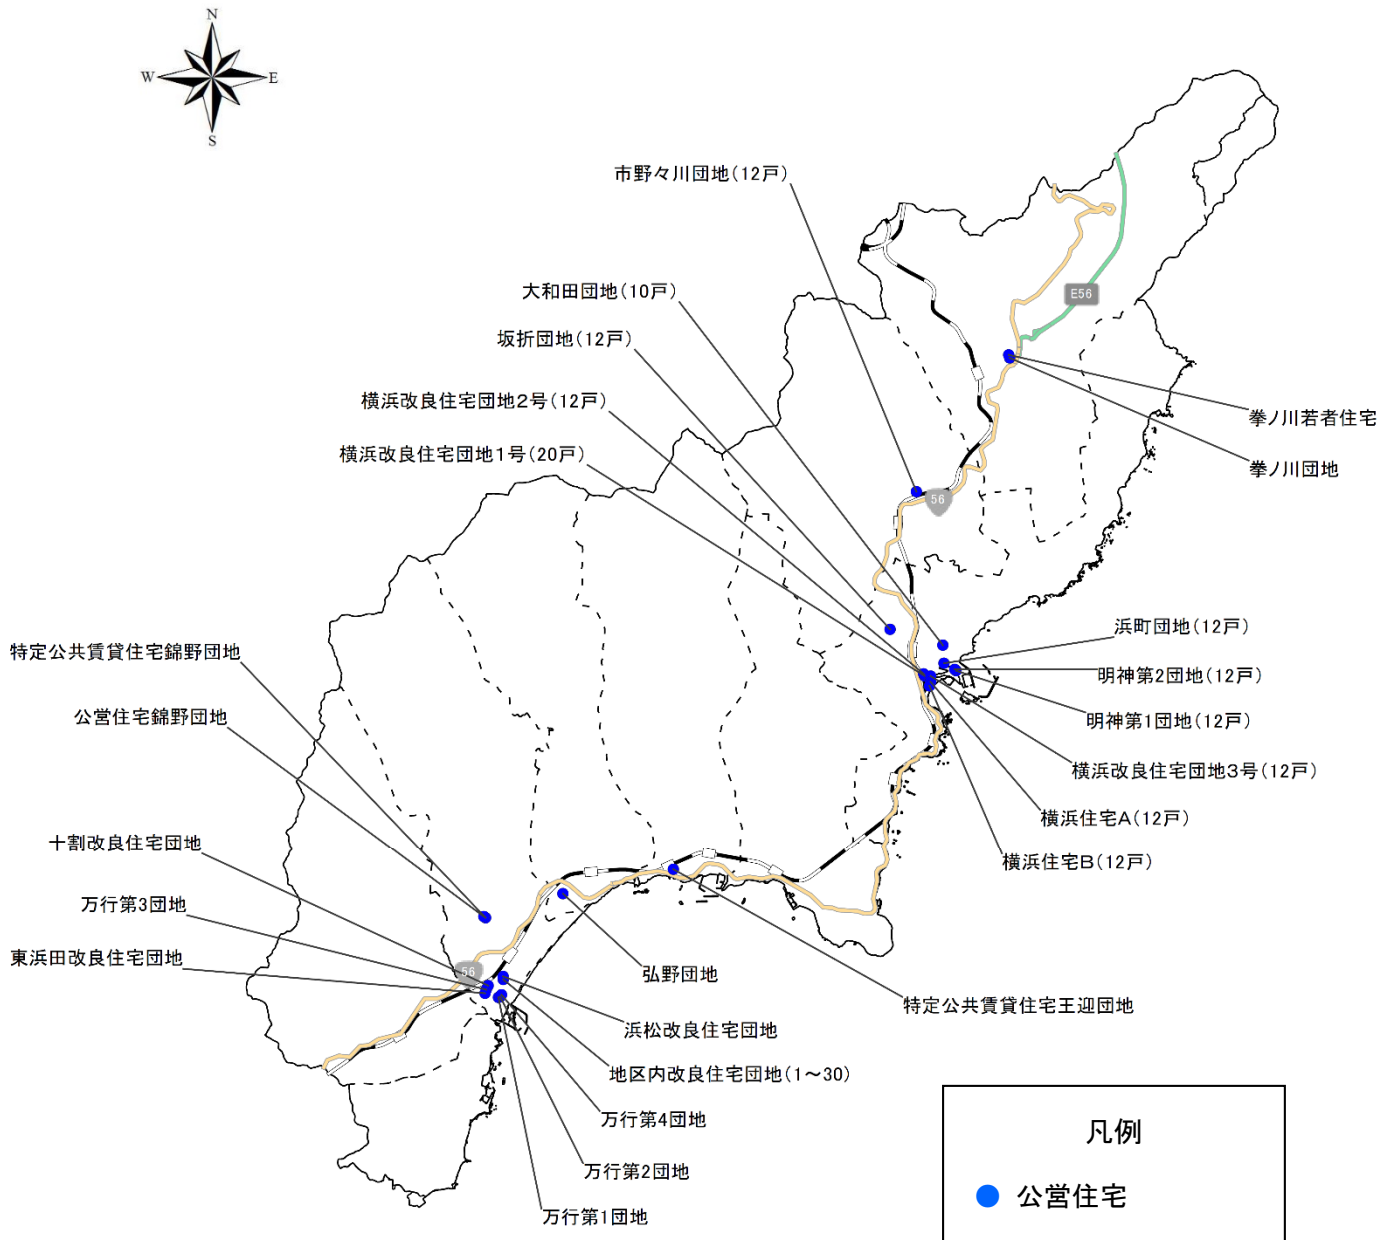 N
W
E
S
市野々川団地(12戸)
大和田団地(10戸)
E56
坂折団地(12戸)
横浜改良住宅団地2号(12戸)
拳ノ川若者住宅
横浜改良住宅団地1号(20戸)
拳ノ川団地
56
浜町団地(12戸)
特定公共賃貸住宅錦野団地
明神第2団地(12戸)
公営住宅錦野団地
明神第1団地(12戸)
横浜改良住宅団地3号(12戸)
横浜住宅A(12戸)
十割改良住宅団地
横浜住宅B(12戸)
万行第3団地
東浜田改良住宅団地
56
弘野団地
特定公共賃貸住宅王迎団地
浜松改良住宅団地
地区内改良住宅団地(1～30)
万行第4団地
万行第2団地
万行第1団地
凡例
公営住宅